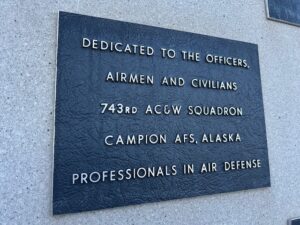 DEDICATED TO THE OFFICERS,
AIRMEN AND CIVILIANS
743RD AC&W SQUADRON
CAMPION AFS, ALASKA
PROFESSIONALS IN AIR DEFENSE